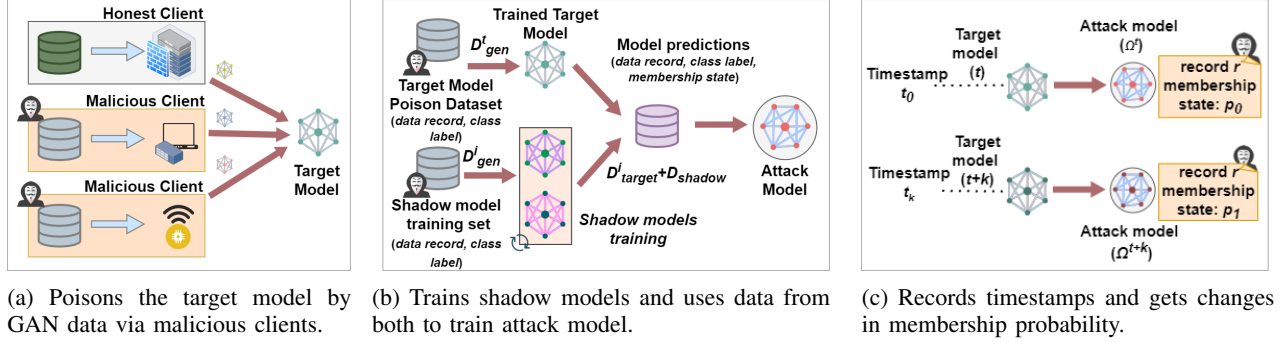 Honest Client
Malicious Client
Malicious Client
Target
Model
(a) Poisons the target model by
GAN data via malicious clients.
Trained Target
Model
D^t_gen
Target Model
Poison Dataset
(data record, class
label)
Model predictions
(data record, class label,
membership state)
D^i_gen
D^i_target+D_shadow
Attack
Model
Shadow model
training set
(data record, class
label)
Shadow models
training
(b) Trains shadow models and uses data from
both to train attack model.
Timestamp
t_0
Target
model
(t)
Attack model
(Ω^t)
record r
membership
state: p_0
Timestamp
t_k
Target
model
(t+k)
record r
membership
state: p_1
Attack model
(Ω^{t+k})
(c) Records timestamps and gets changes
in membership probability.